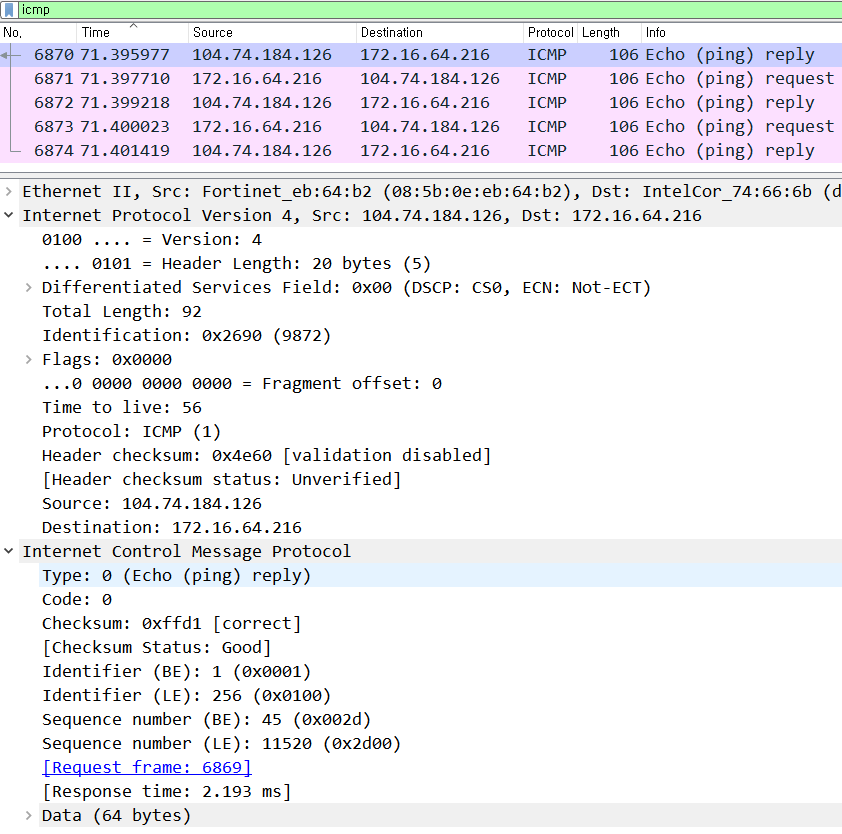 icmp
No. Time Source Destination Protocol Length Info
6870 71.395977 104.74.184.126 172.16.64.216 ICMP 106 Echo (ping) reply
6871 71.397710 172.16.64.216 104.74.184.126 ICMP 106 Echo (ping) request
6872 71.399218 104.74.184.126 172.16.64.216 ICMP 106 Echo (ping) reply
6873 71.400023 172.16.64.216 104.74.184.126 ICMP 106 Echo (ping) request
6874 71.401419 104.74.184.126 172.16.64.216 ICMP 106 Echo (ping) reply
Ethernet II, Src: Fortinet_eb:64:b2 (08:5b:0e:eb:64:b2), Dst: IntelCor_74:66:6b (d
Internet Protocol Version 4, Src: 104.74.184.126, Dst: 172.16.64.216
0100 .... = Version: 4
.... 0101 = Header Length: 20 bytes (5)
Differentiated Services Field: 0x00 (DSCP: CS0, ECN: Not-ECT)
Total Length: 92
Identification: 0x2690 (9872)
Flags: 0x0000
...0 0000 0000 0000 = Fragment offset: 0
Time to live: 56
Protocol: ICMP (1)
Header checksum: 0x4e60 [validation disabled]
[Header checksum status: Unverified]
Source: 104.74.184.126
Destination: 172.16.64.216
Internet Control Message Protocol
Type: 0 (Echo (ping) reply)
Code: 0
Checksum: 0xffd1 [correct]
[Checksum Status: Good]
Identifier (BE): 1 (0x0001)
Identifier (LE): 256 (0x0100)
Sequence number (BE): 45 (0x002d)
Sequence number (LE): 11520 (0x2d00)
[Request frame: 6869]
[Response time: 2.193 ms]
Data (64 bytes)